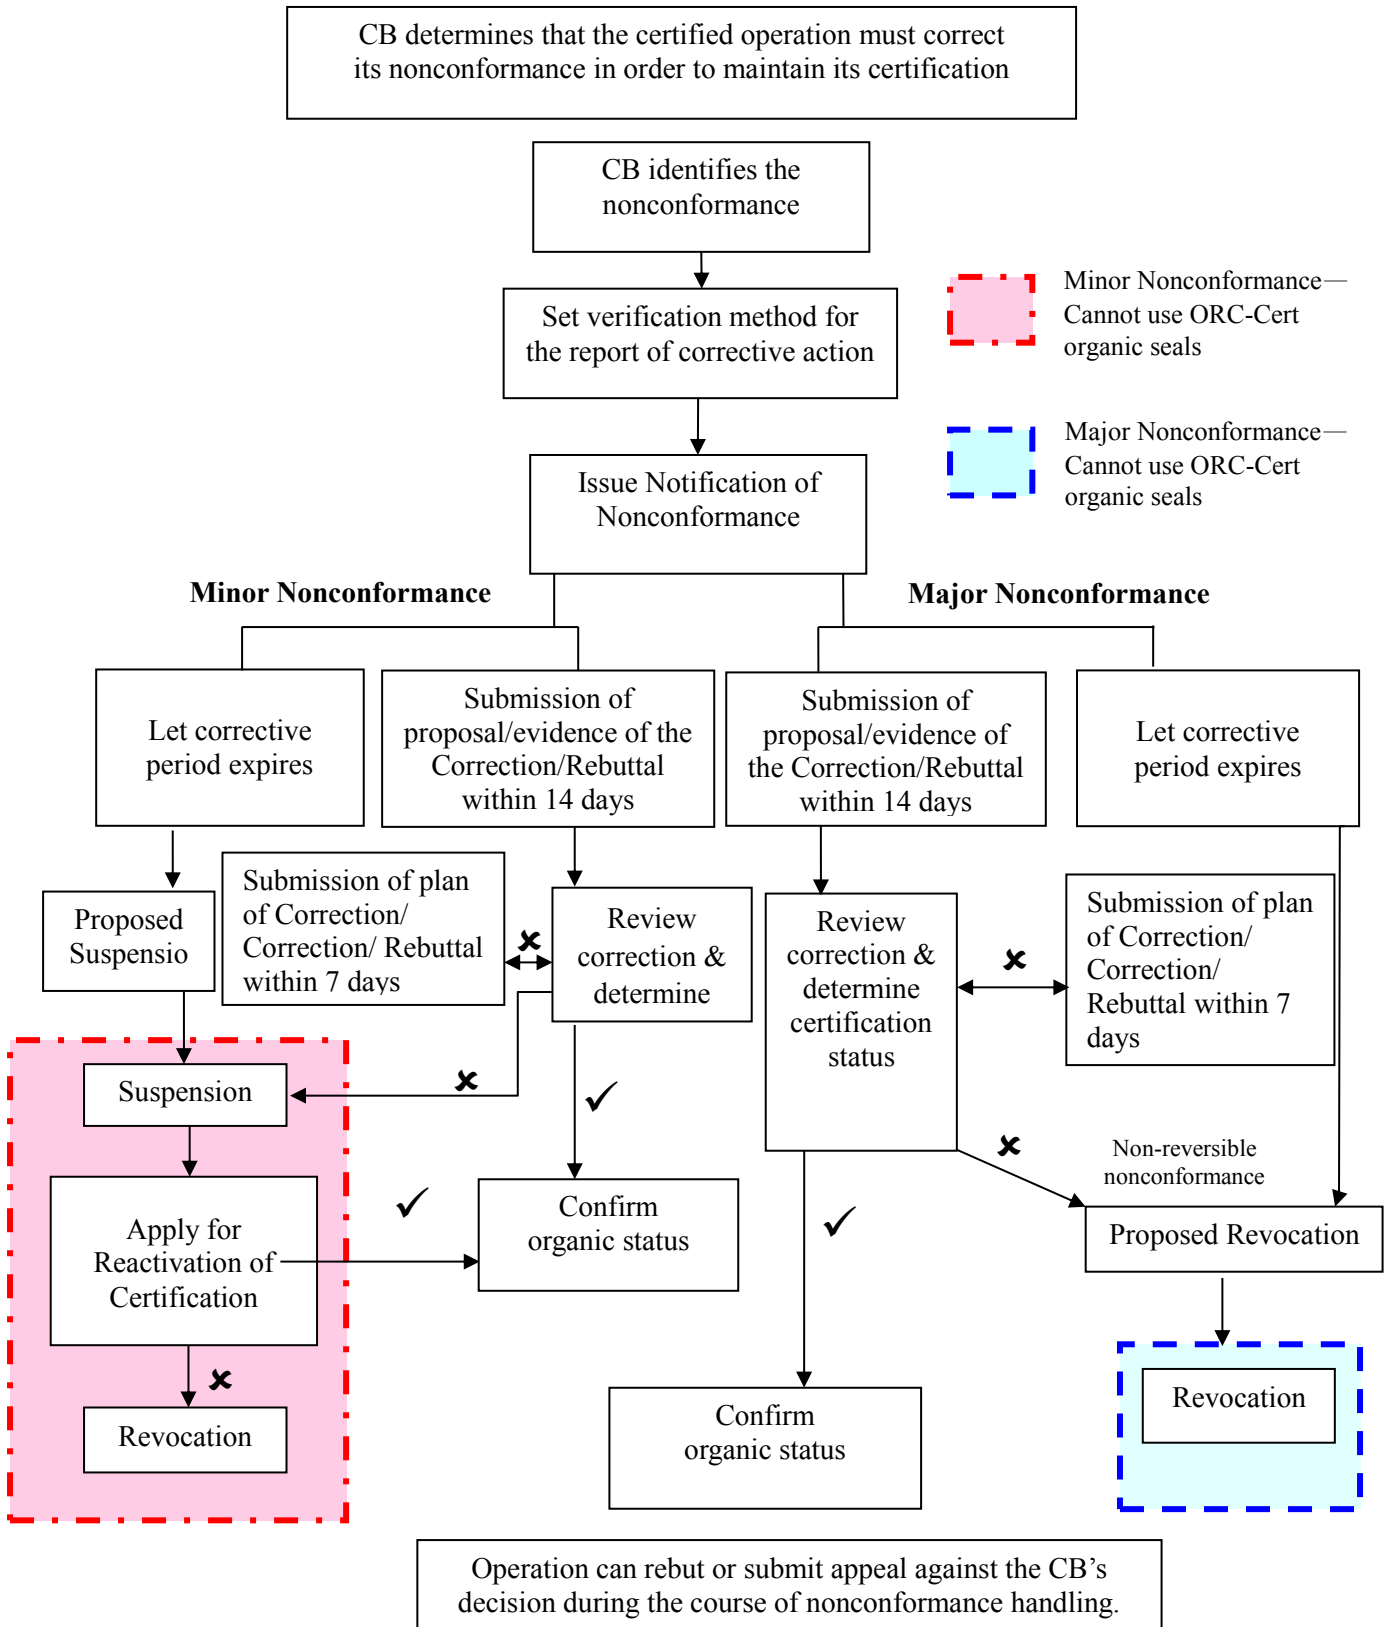 CB determines that the certified operation must correct
its nonconformance in order to maintain its certification
CB identifies the
nonconformance
Set verification method for
the report of corrective action
Minor Nonconformance—
Cannot use ORC-Cert
organic seals
Major Nonconformance—
Cannot use ORC-Cert
organic seals
Issue Notification of
Nonconformance
Minor Nonconformance
Major Nonconformance
Let corrective
period expires
Submission of
proposal/evidence of the
Correction/Rebuttal
within 14 days
Submission of
proposal/evidence of
the Correction/Rebuttal
within 14 days
Let corrective
period expires
Proposed
Suspensio
Submission of plan
of Correction/
Correction/ Rebuttal
within 7 days
Review
correction &
determine
Review
correction &
determine
certification
status
Submission of plan
of Correction/
Correction/
Rebuttal within 7
days
Suspension
Apply for
Reactivation of
Certification
Revocation
Confirm
organic status
Non-reversible
nonconformance
Proposed Revocation
Revocation
Confirm
organic status
Operation can rebut or submit appeal against the CB’s
decision during the course of nonconformance handling.